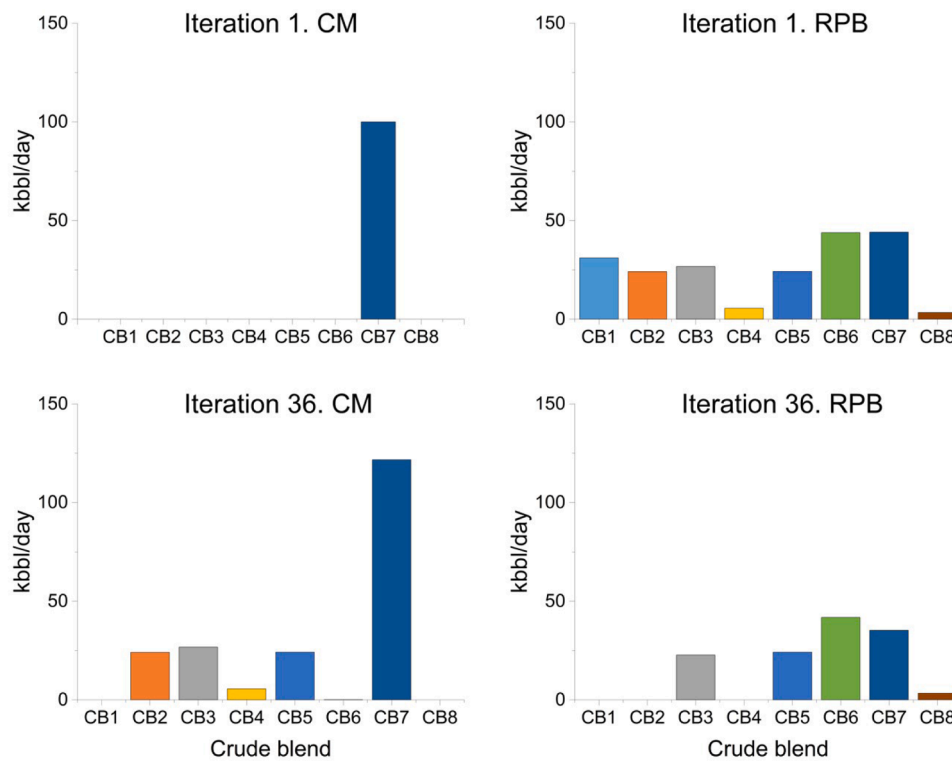 Iteration 1. CM
150
100
50
0
kbbl/day
CB1 CB2 CB3 CB4 CB5 CB6 CB7 CB8
Iteration 1. RPB
150
100
50
0
kbbl/day
CB1 CB2 CB3 CB4 CB5 CB6 CB7 CB8
Iteration 36. CM
150
100
50
0
kbbl/day
CB1 CB2 CB3 CB4 CB5 CB6 CB7 CB8
Crude blend
Iteration 36. RPB
150
100
50
0
kbbl/day
CB1 CB2 CB3 CB4 CB5 CB6 CB7 CB8
Crude blend